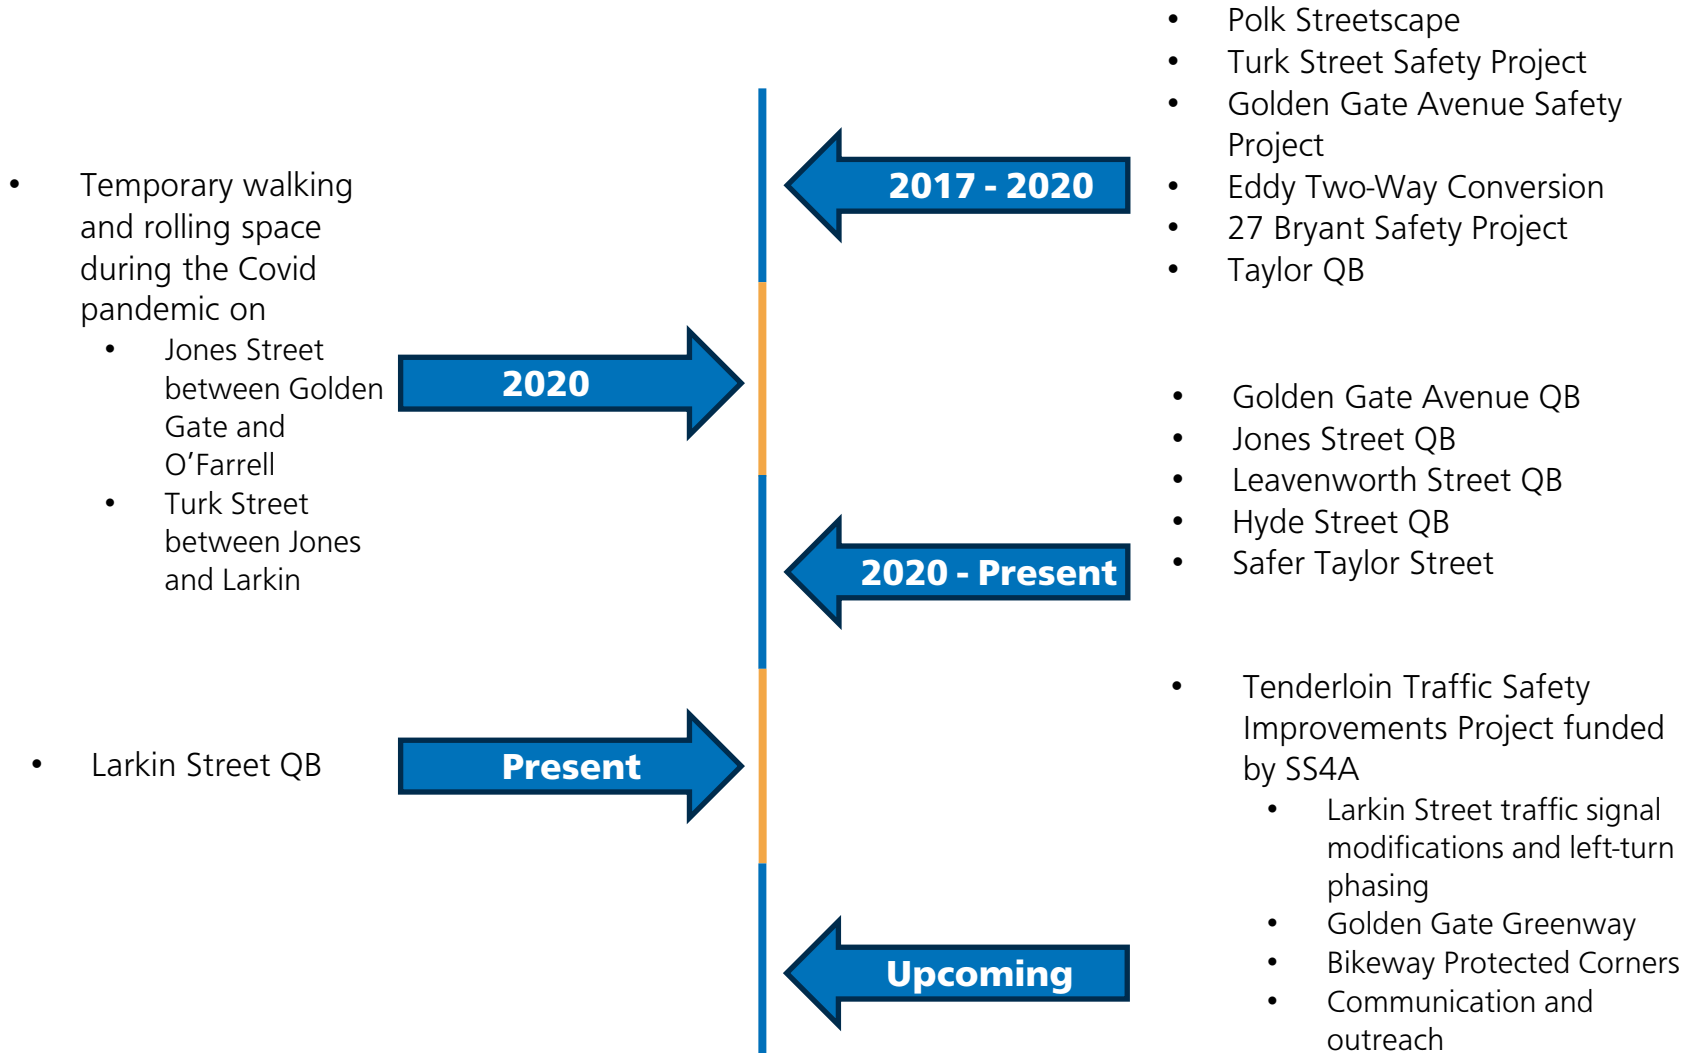 • Polk Streetscape
• Turk Street Safety Project
• Golden Gate Avenue Safety
Project
• Eddy Two-Way Conversion
• 27 Bryant Safety Project
• Taylor QB
2017 - 2020
• Temporary walking
and rolling space
during the Covid
pandemic on
• Jones Street
between Golden
Gate and
O’Farrell
• Turk Street
between Jones
and Larkin
2020
• Golden Gate Avenue QB
• Jones Street QB
• Leavenworth Street QB
• Hyde Street QB
• Safer Taylor Street
2020 - Present
• Larkin Street QB
Present
• Tenderloin Traffic Safety
Improvements Project funded
by SS4A
• Larkin Street traffic signal
modifications and left-turn
phasing
• Golden Gate Greenway
• Bikeway Protected Corners
• Communication and
outreach
Upcoming